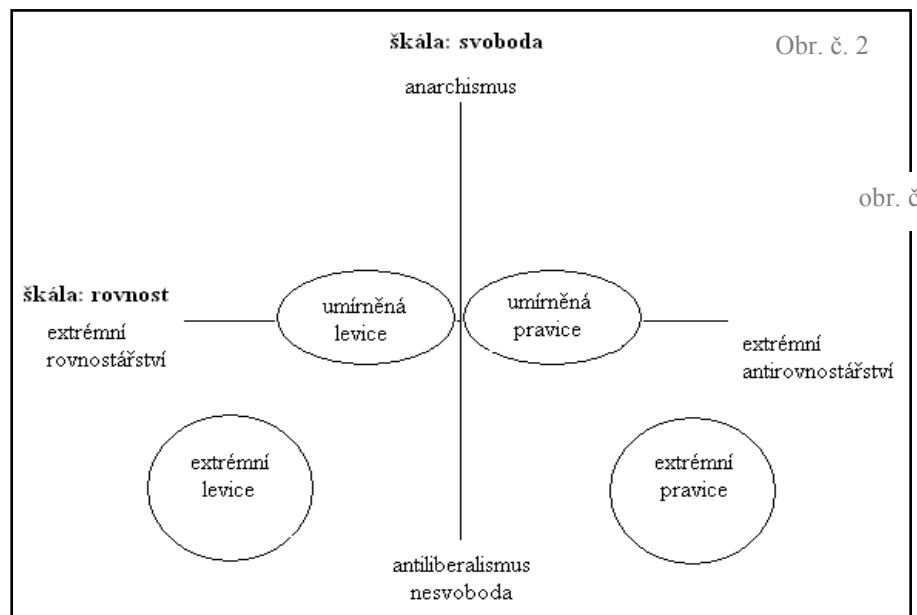 škála: svoboda
Obr. č. 2
anarchismus
obr. č
škála: rovnost
umírněná
levice
umírněná
pravice
extrémní
rovnostářství
extrémní
antirovnostářství
extrémní
levice
extrémní
pravice
antiliberalismus
nesvoboda